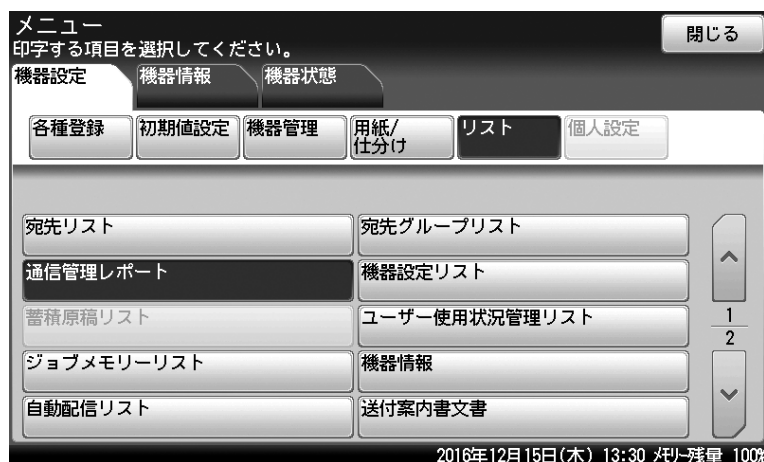 メニュー
印字する項目を選択してください。
閉じる
機器設定 機器情報 機器状態
各種登録 初期値設定 機器管理 用紙/
仕分け リスト 個人設定
宛先リスト 宛先グループリスト
通信管理レポート 機器設定リスト
蓄積原稿リスト ユーザー使用状況管理リスト
1
2
ジョブメモリーリスト 機器情報
自動配信リスト 送付案内書文書
2016年12月15日(木) 13:30 メモリー残量 100%